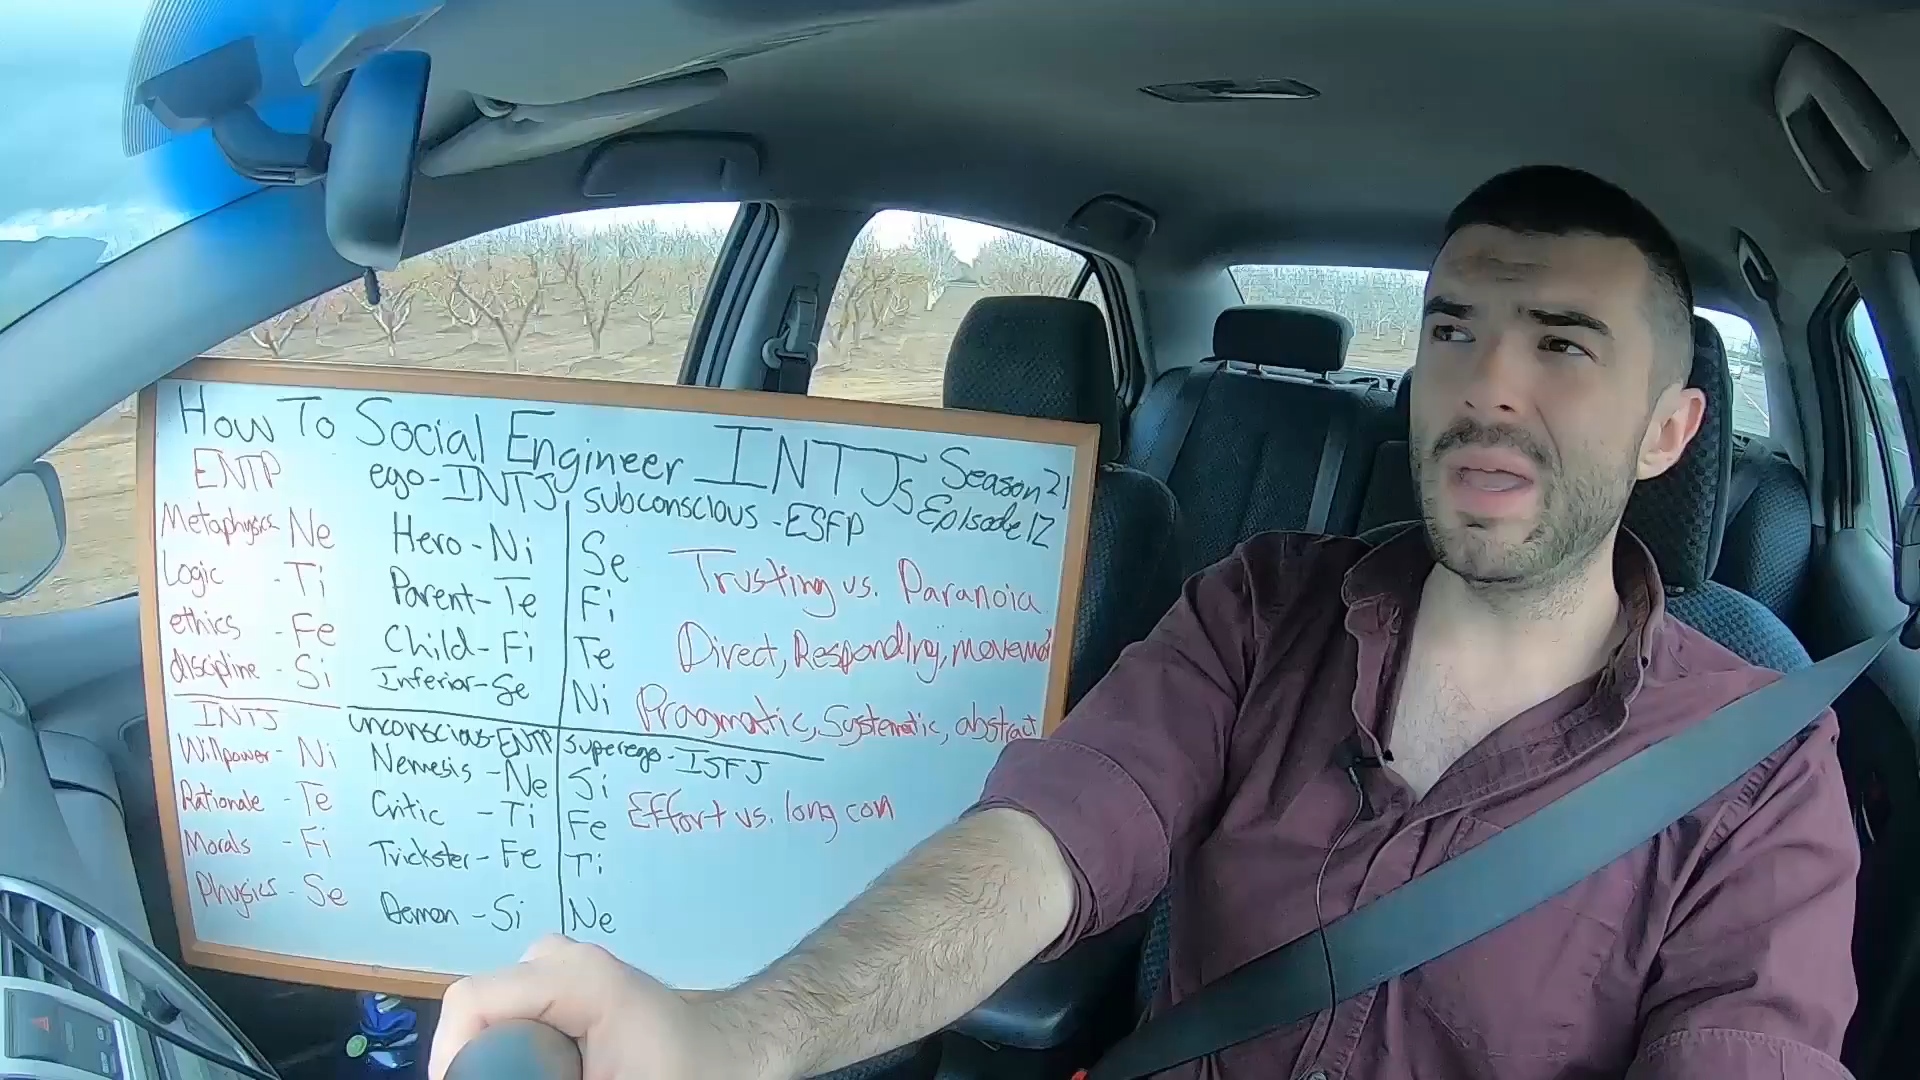 How To Social Engineer INTJs Season 21
Episode 12
ENTP
Metaphysics Ne
Logic - Ti
ethics - Fe
discipline - Si
INTJ
Willpower - Ni
Rationale - Te
Morals - Fi
Physics - Se
ego - INTJ
Hero - Ni
Parent - Te
Child - Fi
Inferior - Se
subconscious - ESFP
Se
Fi
Te
Ni
unconscious - ENTP
Nemesis - Ne
Critic - Ti
Trickster - Fe
Demon - Si
superego - ISFJ
Si
Fe
Ti
Ne
Trusting vs. Paranoia
Direct, Responding, movement
Pragmatic, Systematic, abstract
Effort vs. long con